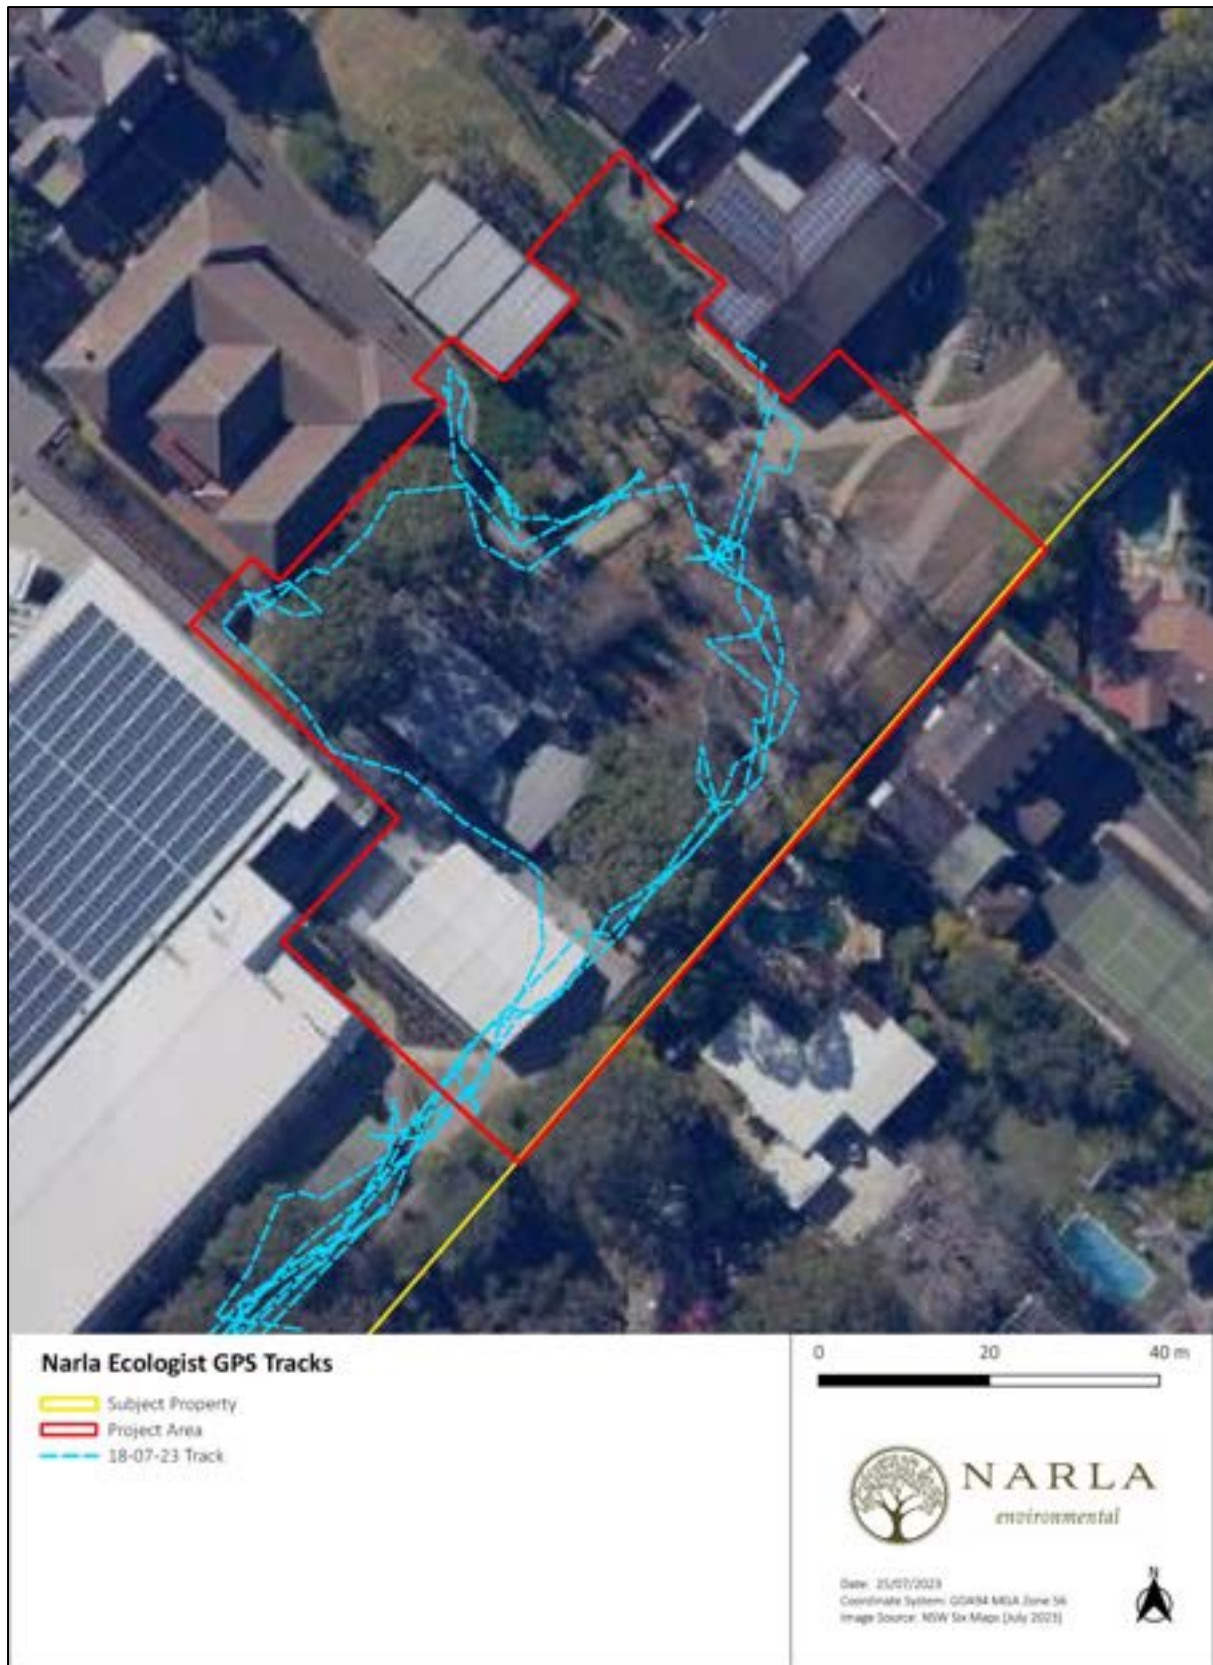 Narla Ecologist GPS Tracks
Subject Property
Project Area
18-07-23 Track
0 20 40 m
NARLA
environmental
N
Date: 25/07/2023
Coordinate System: GDA94 MGA Zone 56
Image Source: NSW Six Maps (July 2023)